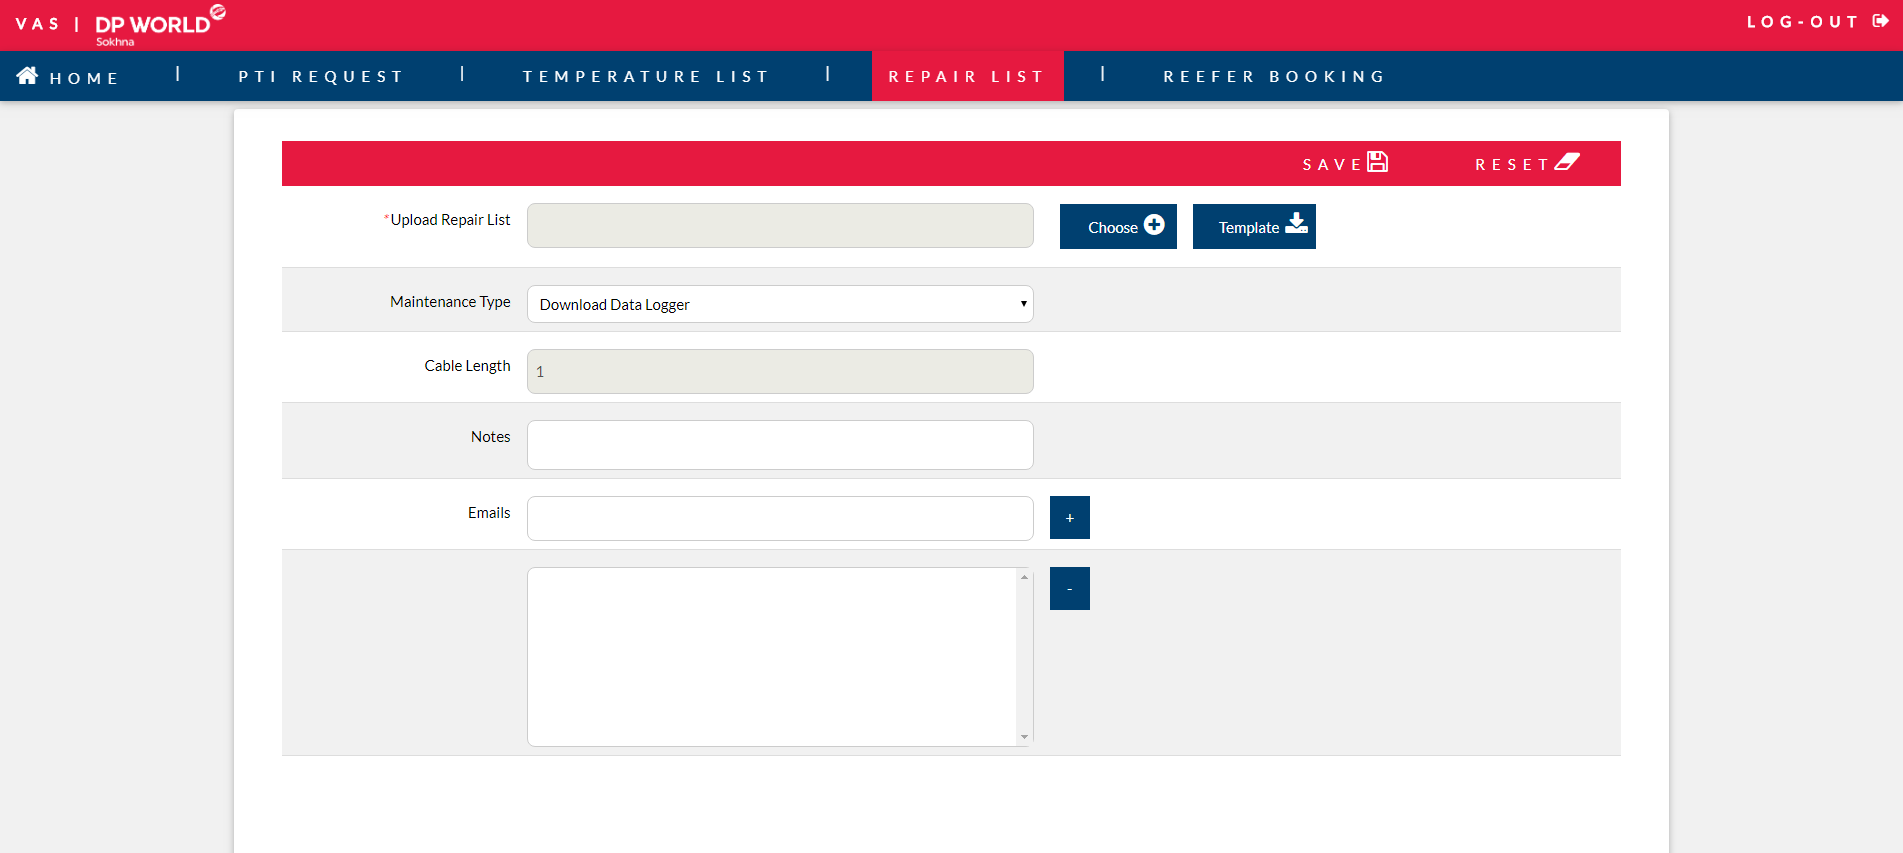 VAS | DP WORLD
Sokhna
LOG-OUT
HOME | PTI REQUEST | TEMPERATURE LIST | REPAIR LIST | REEFER BOOKING
SAVE RESET
*Upload Repair List Choose Template
Maintenance Type Download Data Logger
Cable Length 1
Notes
Emails +
-